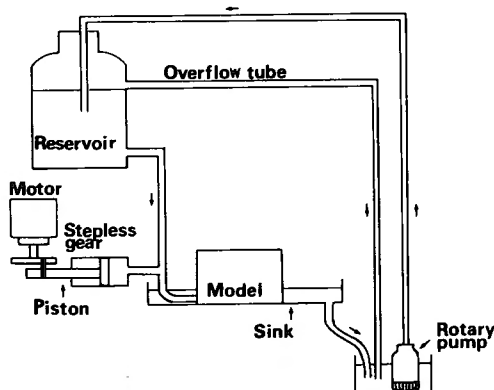 Overflow tube
Reservoir
Motor
Stepless
gear
Piston
Model
Sink
Rotary
pump